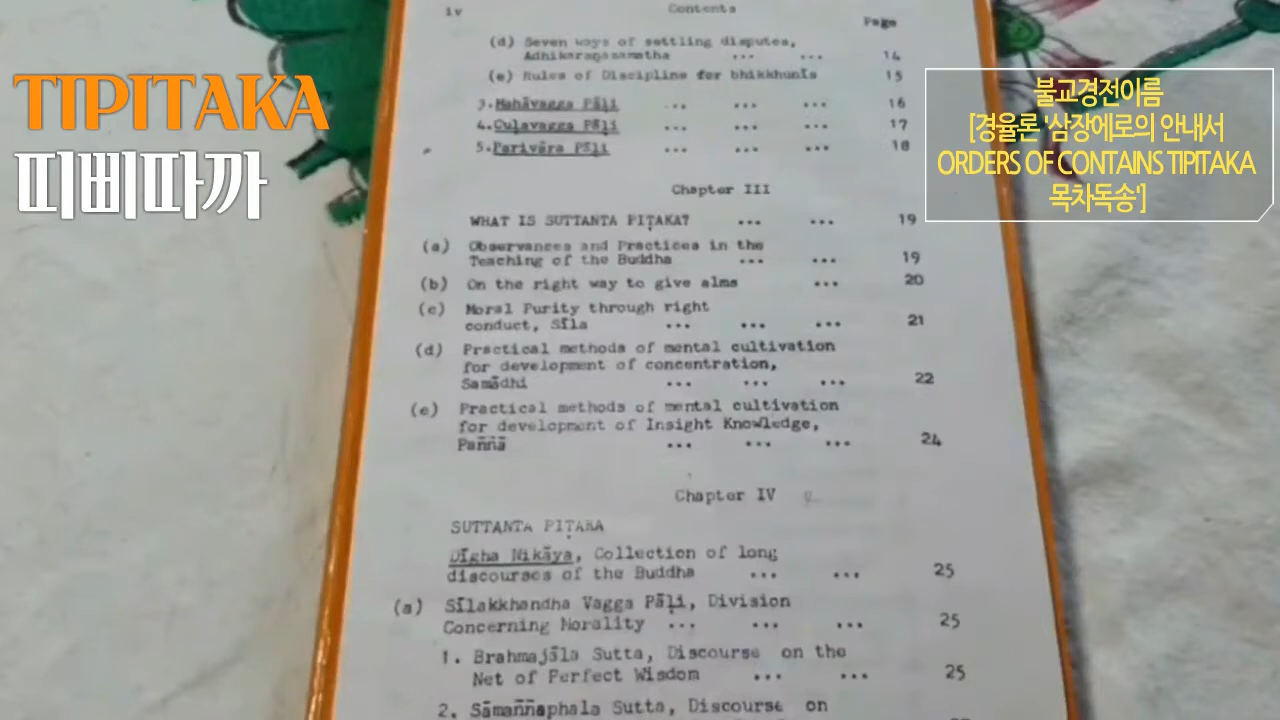 TIPITAKA
띠삐따까
불교경전이름
[경율론 '삼장에로의 안내서
ORDERS OF CONTAINS TIPITAKA
목차독송']
iv Contents
Page
(d) Seven ways of settling disputes,
Adhikaraṇasamatha ... ... 14
(e) Rules of Discipline for bhikkhunīs 15
3. Mahāvagga Pāḷi ... ... ... 16
4. Cuḷavagga Pāḷi ... ... ... 17
5. Parivāra Pāḷi ... ... ... 18
Chapter III
WHAT IS SUTTANTA PIṬAKA? ... ... 19
(a) Observances and Practices in the
Teaching of the Buddha ... ... 19
(b) On the right way to give alms ... 20
(c) Moral Purity through right
conduct, Sīla ... ... ... 21
(d) Practical methods of mental cultivation
for development of concentration,
Samādhi ... ... ... 22
(e) Practical methods of mental cultivation
for development of Insight Knowledge,
Paññā ... ... ... 24
Chapter IV
SUTTANTA PIṬAKA
Dīgha Nikāya, Collection of long
discourses of the Buddha ... ... 25
(a) Sīlakkhandha Vagga Pāḷi, Division
Concerning Morality ... ... ... 25
1. Brahmajāla Sutta, Discourse on the
Net of Perfect Wisdom ... ... 25
2. Sāmaññaphala Sutta, Discourse on